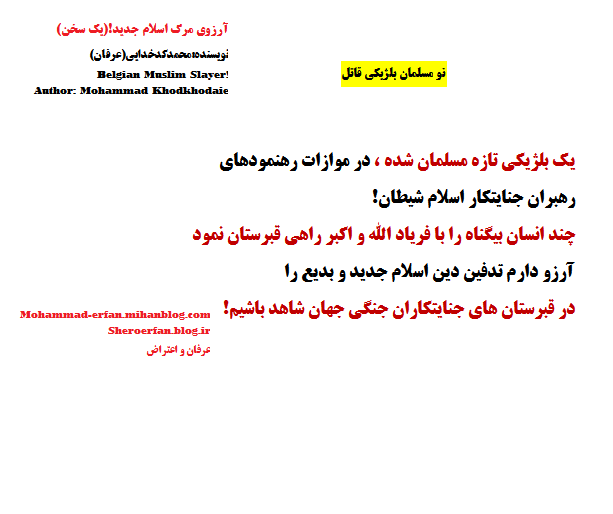 آرزوی مرگ اسلام جدید!(یک سخن)
نویسنده:محمدکدخدایی(عرفان)
Belgian Muslim Slayer!
Author: Mohammad Khodkhodaie
نو مسلمان بلژیکی قاتل
یک بلژیکی تازه مسلمان شده ، در موازات رهنمودهای
رهبران جنایتکار اسلام شیطان!
چند انسان بیگناه را با فریاد الله و اکبر راهی قبرستان نمود
آرزو دارم تدفین دین اسلام جدید و بدیع را
در قبرستان های جنایتکاران جنگی جهان شاهد باشیم!
Mohammad-erfan.mihanblog.com
Sheroerfan.blog.ir
عرفان و اعتراض